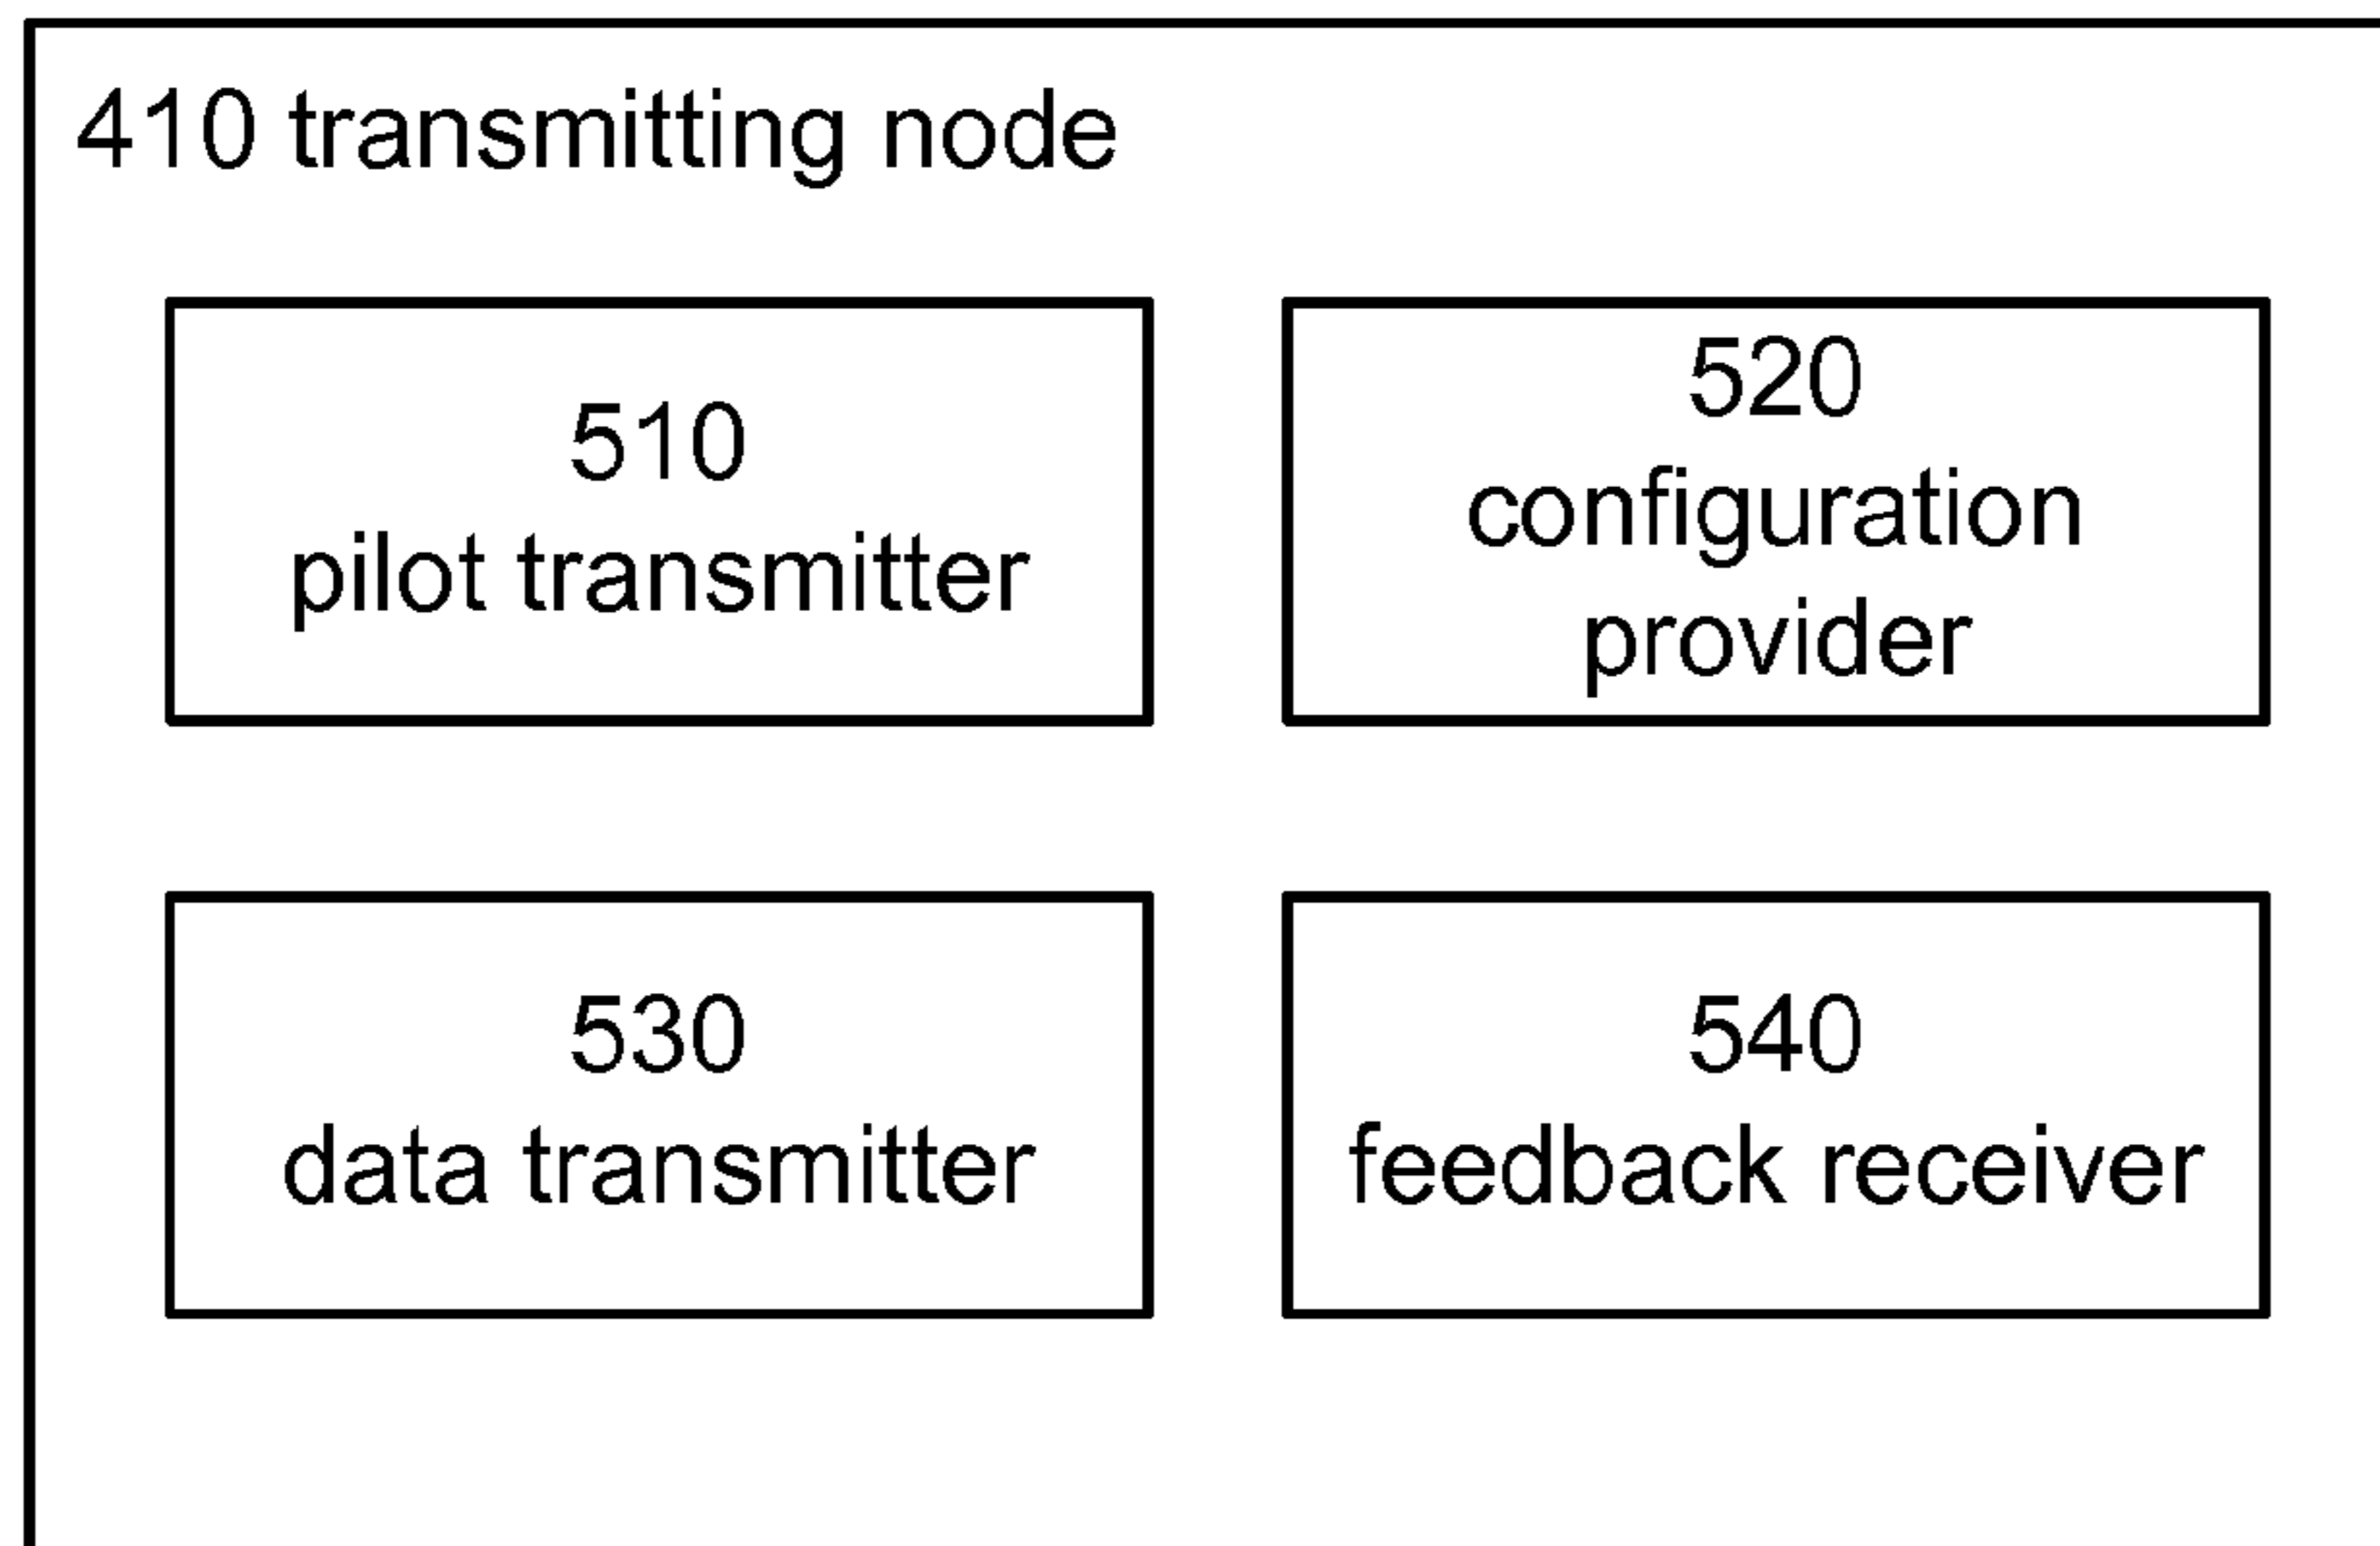 410 transmitting node
510
pilot transmitter
520
configuration
provider
530
data transmitter
540
feedback receiver